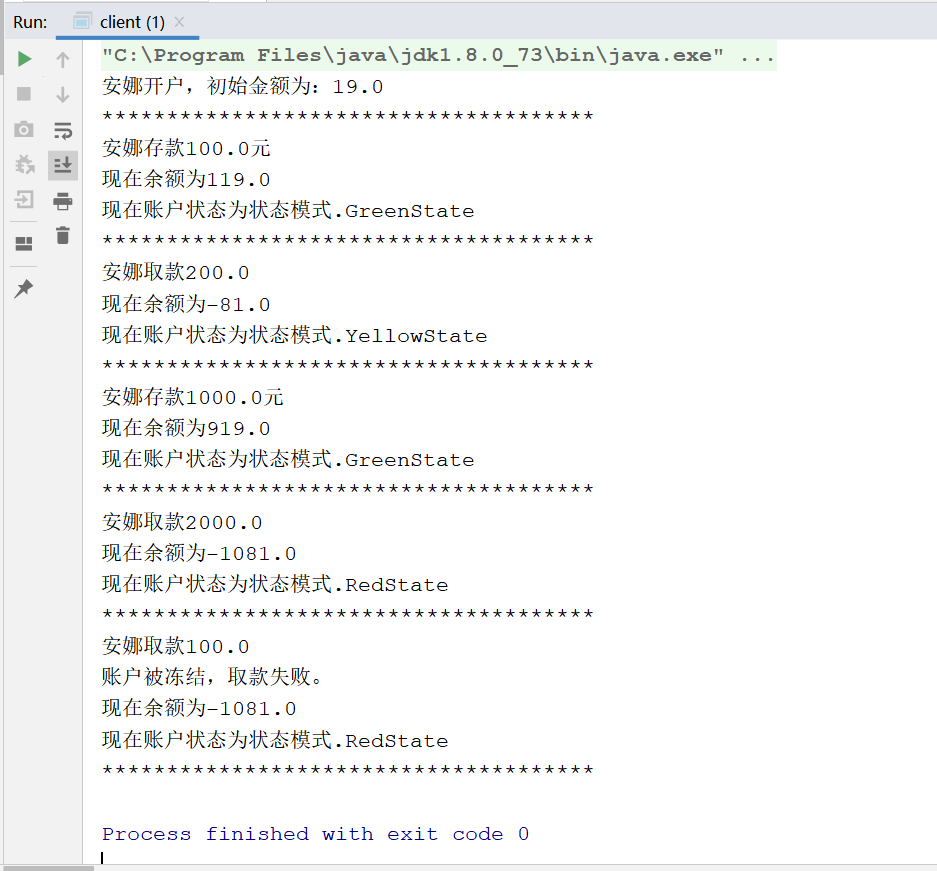 Run: client (1)
"C:\Program Files\java\jdk1.8.0_73\bin\java.exe" ...
安娜开户，初始金额为：19.0
**************************************
安娜存款100.0元
现在余额为119.0
现在账户状态为状态模式.GreenState
**************************************
安娜取款200.0
现在余额为-81.0
现在账户状态为状态模式.YellowState
**************************************
安娜存款1000.0元
现在余额为919.0
现在账户状态为状态模式.GreenState
**************************************
安娜取款2000.0
现在余额为-1081.0
现在账户状态为状态模式.RedState
**************************************
安娜取款100.0
账户被冻结，取款失败。
现在余额为-1081.0
现在账户状态为状态模式.RedState
**************************************
Process finished with exit code 0